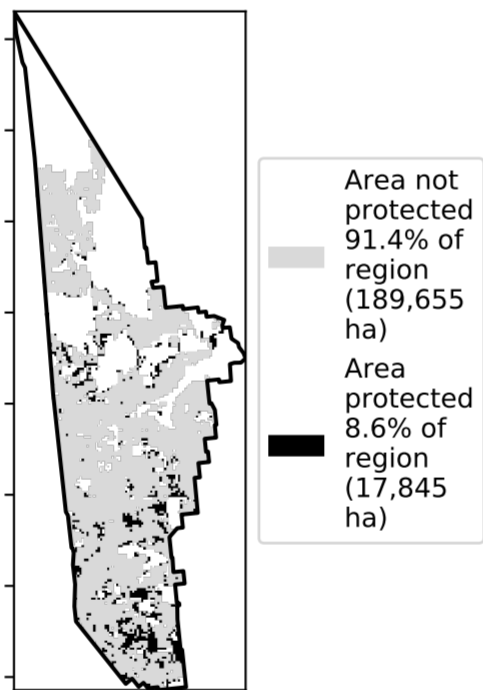 Area not
protected
91.4% of
region
(189,655
ha)
Area
protected
8.6% of
region
(17,845
ha)